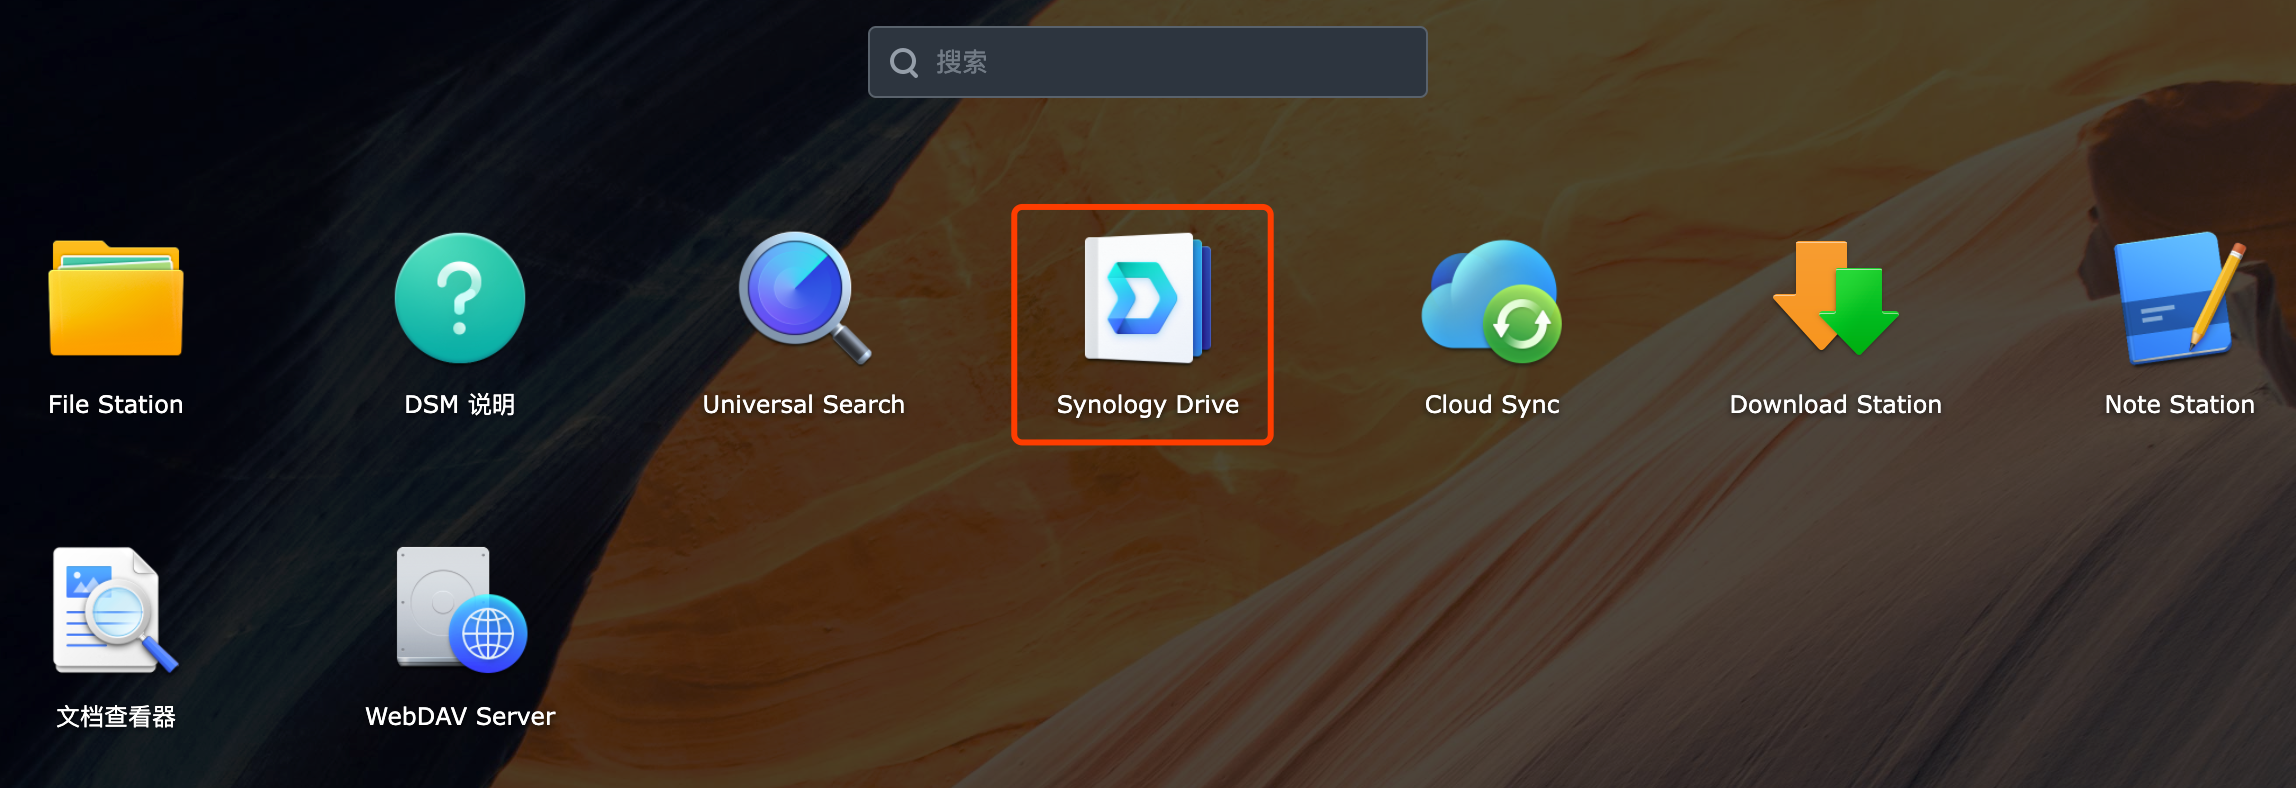 搜索
File Station
DSM 说明
Universal Search
Synology Drive
Cloud Sync
Download Station
Note Station
文档查看器
WebDAV Server